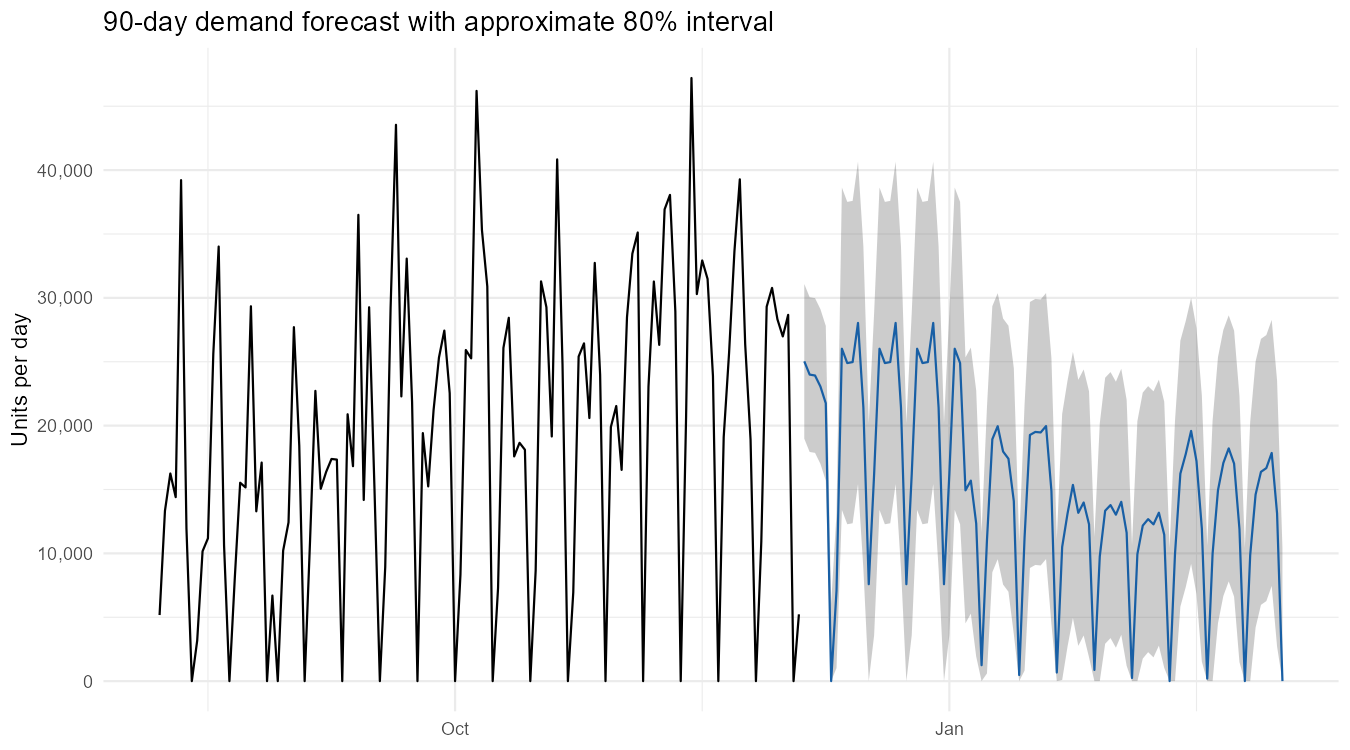 90-day demand forecast with approximate 80% interval
Units per day
40,000
30,000
20,000
10,000
0
Oct
Jan